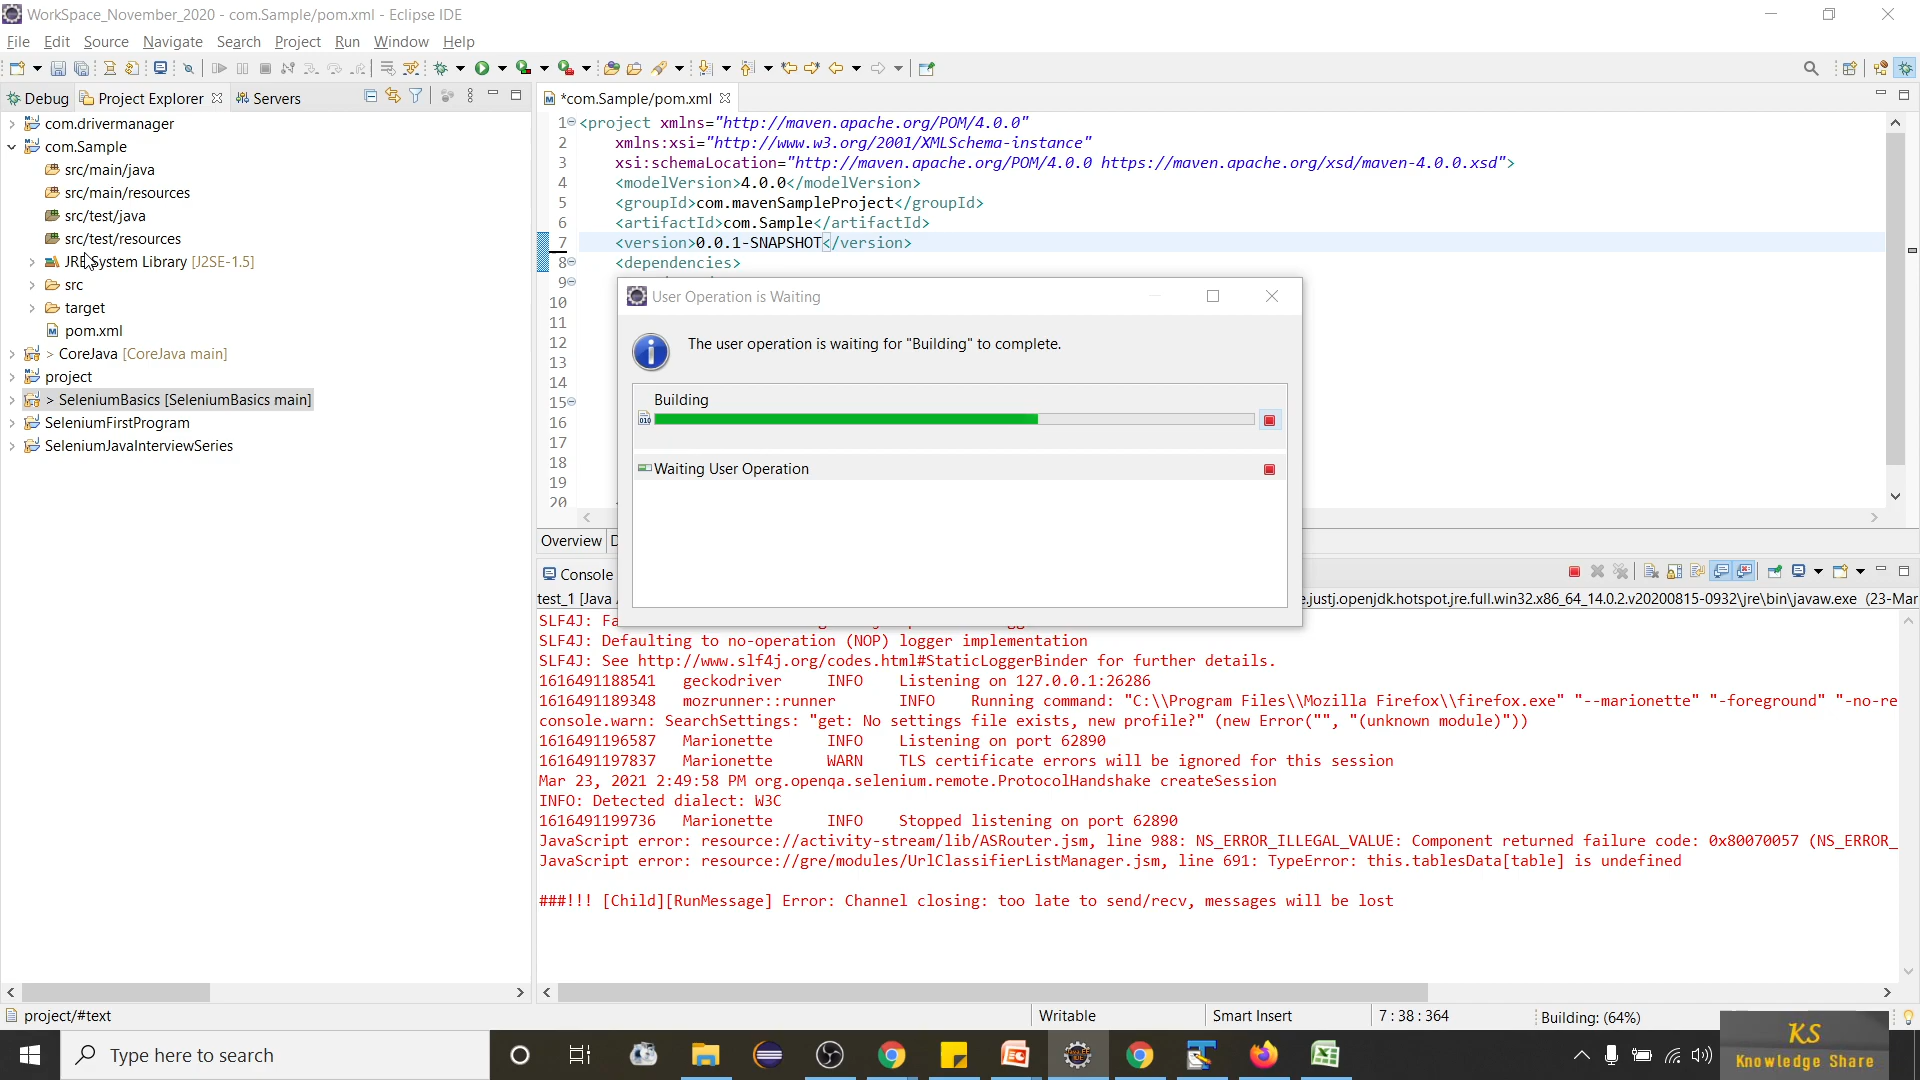 WorkSpace_November_2020 - com.Sample/pom.xml - Eclipse IDE
File Edit Source Navigate Search Project Run Window Help
Debug Project Explorer Servers
com.drivermanager
com.Sample
src/main/java
src/main/resources
src/test/java
src/test/resources
JRE System Library [J2SE-1.5]
src
target
pom.xml
> CoreJava [CoreJava main]
project
> SeleniumBasics [SeleniumBasics main]
SeleniumFirstProgram
SeleniumJavaInterviewSeries
*com.Sample/pom.xml
1 <project xmlns="http://maven.apache.org/POM/4.0.0"
2 xmlns:xsi="http://www.w3.org/2001/XMLSchema-instance"
3 xsi:schemaLocation="http://maven.apache.org/POM/4.0.0 https://maven.apache.org/xsd/maven-4.0.0.xsd">
4 <modelVersion>4.0.0</modelVersion>
5 <groupId>com.mavenSampleProject</groupId>
6 <artifactId>com.Sample</artifactId>
7 <version>0.0.1-SNAPSHOT</version>
8 <dependencies>
9
10
11
12
13
14
15
16
17
18
19
20
User Operation is Waiting
The user operation is waiting for "Building" to complete.
Building
010
Waiting User Operation
Overview D
Console
test_1 [Java
e.justj.openjdk.hotspot.jre.full.win32.x86_64_14.0.2.v20200815-0932\jre\bin\javaw.exe (23-Mar
SLF4J: Fa
SLF4J: Defaulting to no-operation (NOP) logger implementation
SLF4J: See http://www.slf4j.org/codes.html#StaticLoggerBinder for further details.
1616491188541 geckodriver INFO Listening on 127.0.0.1:26286
1616491189348 mozrunner::runner INFO Running command: "C:\\Program Files\\Mozilla Firefox\\firefox.exe" "--marionette" "-foreground" "-no-re
console.warn: SearchSettings: "get: No settings file exists, new profile?" (new Error("", "(unknown module)"))
1616491196587 Marionette INFO Listening on port 62890
1616491197837 Marionette WARN TLS certificate errors will be ignored for this session
Mar 23, 2021 2:49:58 PM org.openqa.selenium.remote.ProtocolHandshake createSession
INFO: Detected dialect: W3C
1616491199736 Marionette INFO Stopped listening on port 62890
JavaScript error: resource://activity-stream/lib/ASRouter.jsm, line 988: NS_ERROR_ILLEGAL_VALUE: Component returned failure code: 0x80070057 (NS_ERROR_
JavaScript error: resource://gre/modules/UrlClassifierListManager.jsm, line 691: TypeError: this.tablesData[table] is undefined
###!!! [Child][RunMessage] Error: Channel closing: too late to send/recv, messages will be lost
project/#text
Writable
Smart Insert
7 : 38 : 364
Building: (64%)
Type here to search
KS
Knowledge Share